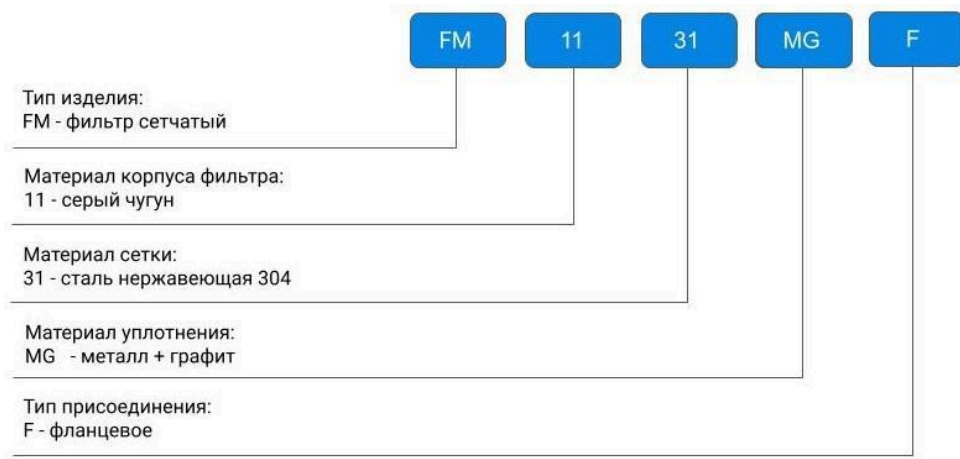 FM 11 31 MG F
Тип изделия:
FM - фильтр сетчатый
Материал корпуса фильтра:
11 - серый чугун
Материал сетки:
31 - сталь нержавеющая 304
Материал уплотнения:
MG - металл + графит
Тип присоединения:
F - фланцевое